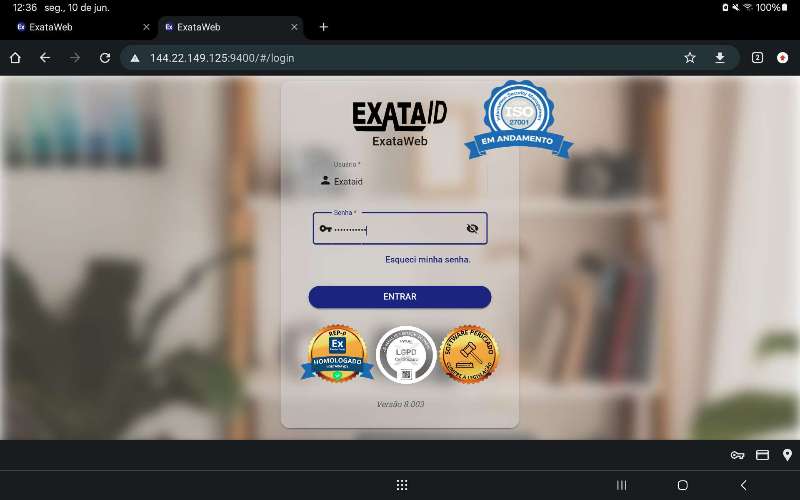 12:36 seg., 10 de jun. 100%
Ex ExataWeb
Ex ExataWeb
144.22.149.125:9400/#/login
2
EXATAID
ExataWeb
ISO
27001
EM ANDAMENTO
Usuário *
Exataid
Senha *
Esqueci minha senha.
ENTRAR
REP-P
Ex
HOMOLOGADO
LGPD
SOFTWARE PERICIADO
Versão 8.003